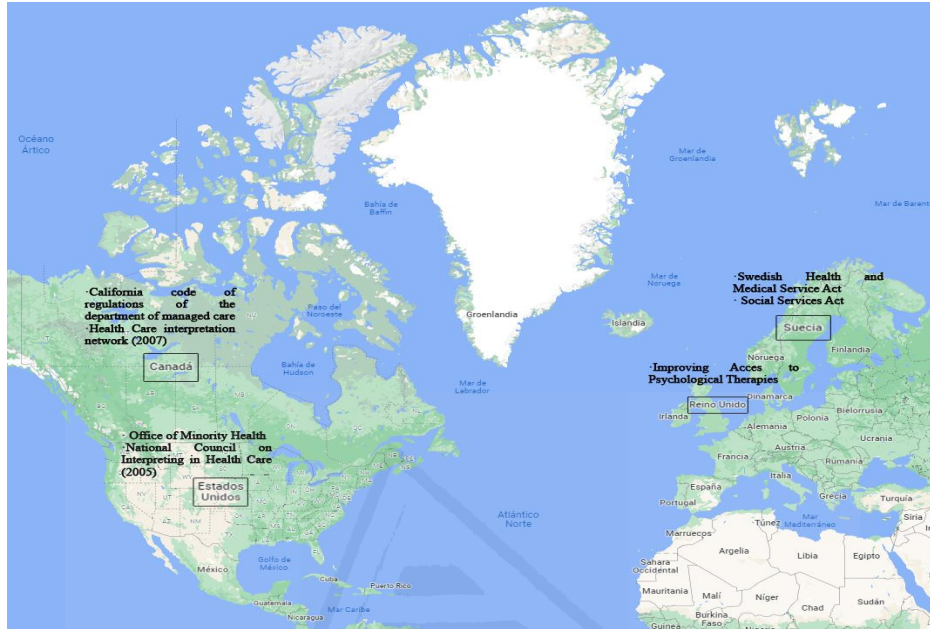 Océano
Ártico
Mar de
Groenlandia
Bahía de
Baffin
Mar de Barent
·California code of
regulations of the
department of managed care
·Health Care interpretation
network (2007)
Canadá
Paso del
Noroeste
Bahía de
Hudson
Groenlandia
Mar de
Labrador
Mar de
Noruega
Islandia
·Swedish Health and
Medical Service Act
· Social Services Act
Suecia
Noruega
Finlandia
·Improving Acces to
Psychological Therapies
Reino Unido
Dinamarca
Irlanda
Polonia
Bielorrusia
Alemania
Ucrania
Austria
Francia
Rumanía
Italia
España
Portugal
Grecia
Turquía
· Office of Minority Health
·National Council on
Interpreting in Health Care
(2005)
Estados
Unidos
Atlántico
Norte
Golfo de
México
México
Cuba
Puerto Rico
Guatemala
Nicaragua
Mar Caribe
Túnez
Mar
Mediterráneo
Siria
Marruecos
Argelia
Libia
Egipto
Sáhara
Occidental
Mauritania
Malí
Níger
Chad
Sudán
Burkina
Faso
Guinea